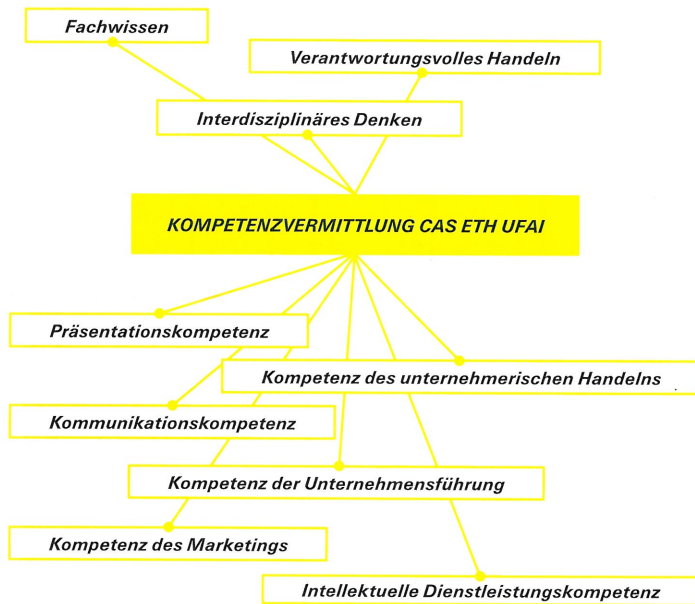 Fachwissen
Verantwortungsvolles Handeln
Interdisziplinäres Denken
KOMPETENZVERMITTLUNG CAS ETH UFAI
Präsentationskompetenz
Kompetenz des unternehmerischen Handelns
Kommunikationskompetenz
Kompetenz der Unternehmensführung
Kompetenz des Marketings
Intellektuelle Dienstleistungskompetenz